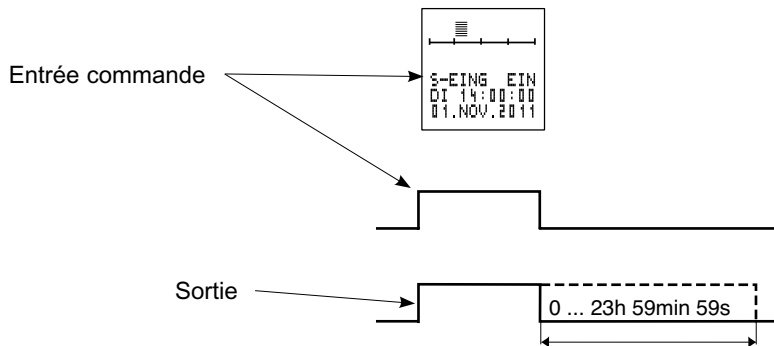 Entrée commande
S-EING EIN
DI 14:00:00
01.NOV.2011
Sortie
0 ... 23h 59min 59s